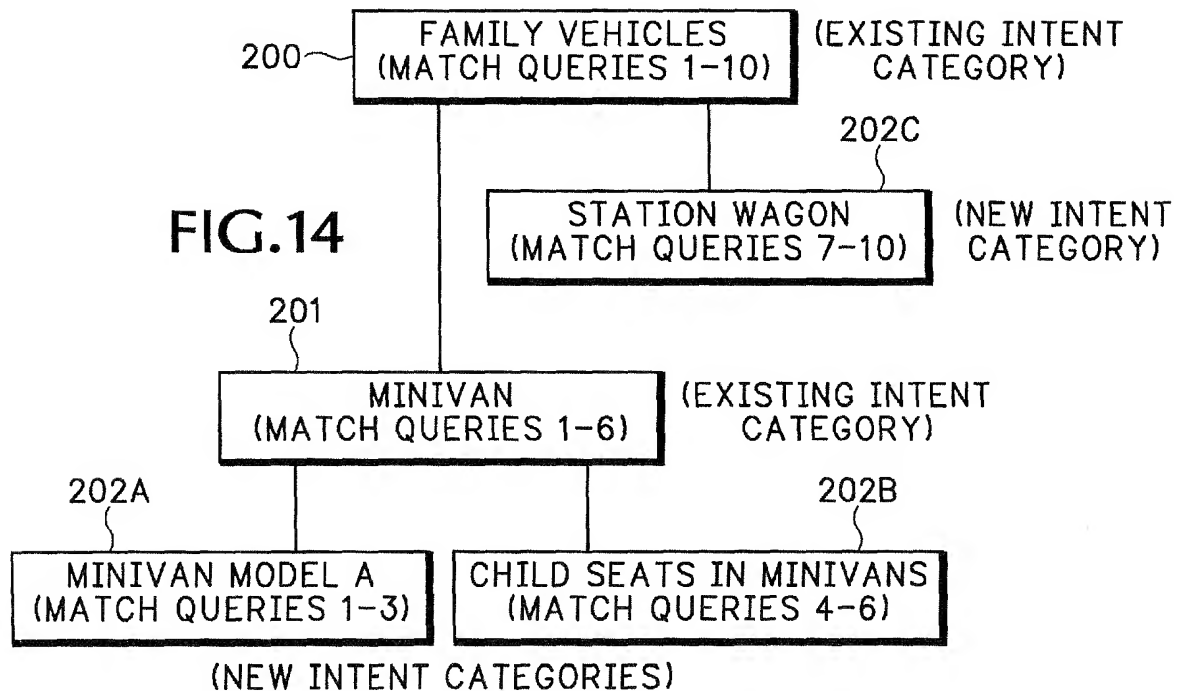 200
FAMILY VEHICLES
(MATCH QUERIES 1-10)
(EXISTING INTENT
CATEGORY)
202C
FIG.14
STATION WAGON
(MATCH QUERIES 7-10)
(NEW INTENT
CATEGORY)
201
MINIVAN
(MATCH QUERIES 1-6)
(EXISTING INTENT
CATEGORY)
202A
202B
MINIVAN MODEL A
(MATCH QUERIES 1-3)
CHILD SEATS IN MINIVANS
(MATCH QUERIES 4-6)
(NEW INTENT CATEGORIES)